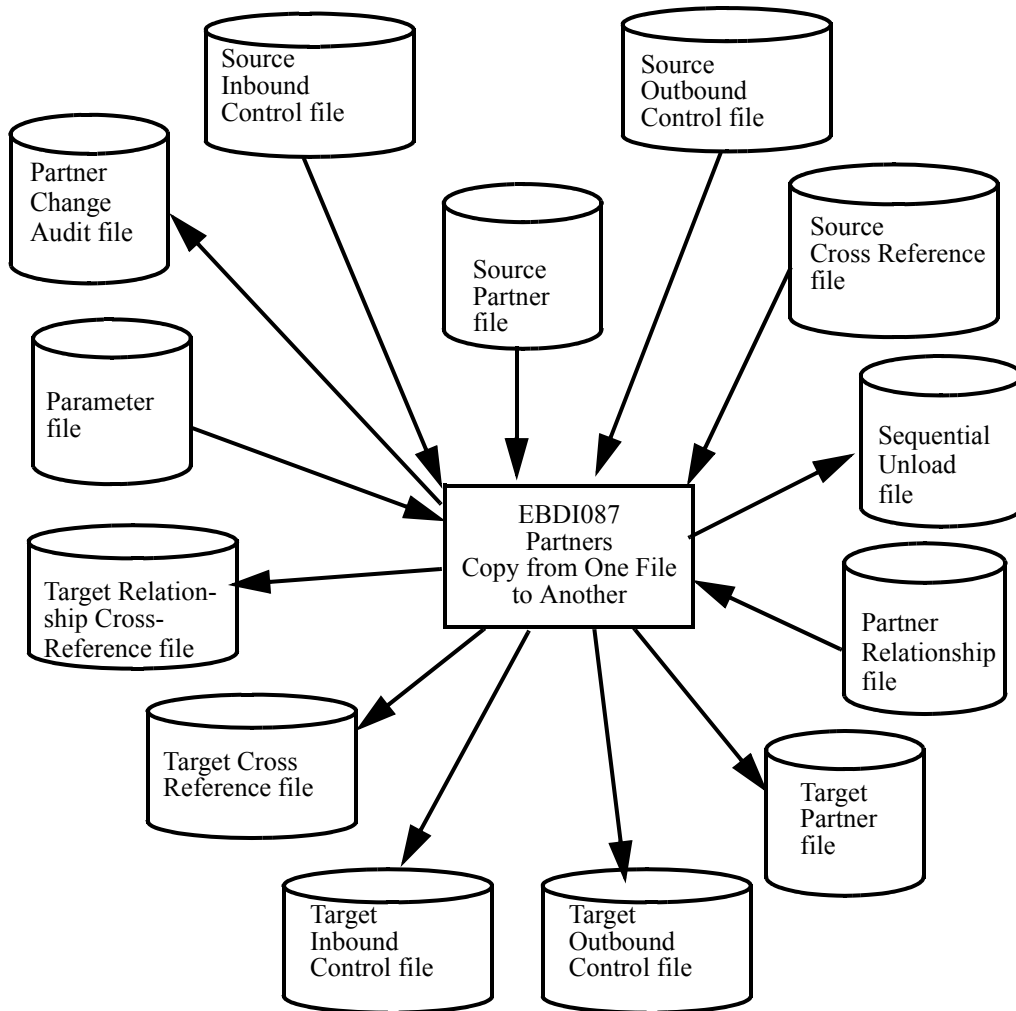 Source
Inbound
Control file
Source
Outbound
Control file
Partner
Change
Audit file
Source
Cross Reference
file
Source
Partner
file
Parameter
file
Sequential
Unload
file
EBDI087
Partners
Copy from One File
to Another
Target Relation-
ship Cross-
Reference file
Partner
Relationship
file
Target Cross
Reference file
Target
Partner
file
Target
Inbound
Control file
Target
Outbound
Control file